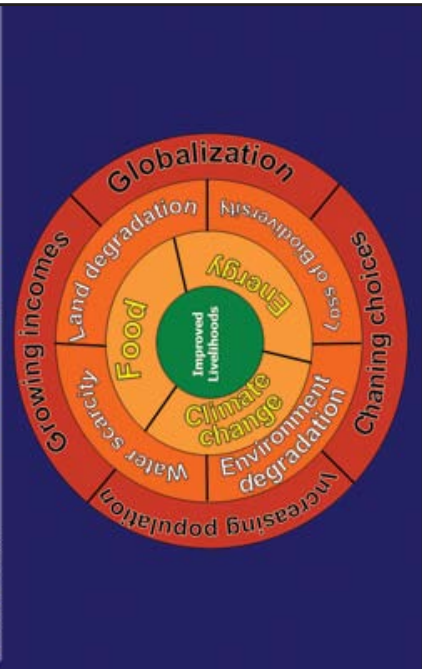 Globalization
Chaning choices
Increasing population
Growing incomes
Land degradation
Loss of Biodiversity
Environment
degradation
Water scarcity
Food
Energy
Climate
change
Improved
Livelihoods